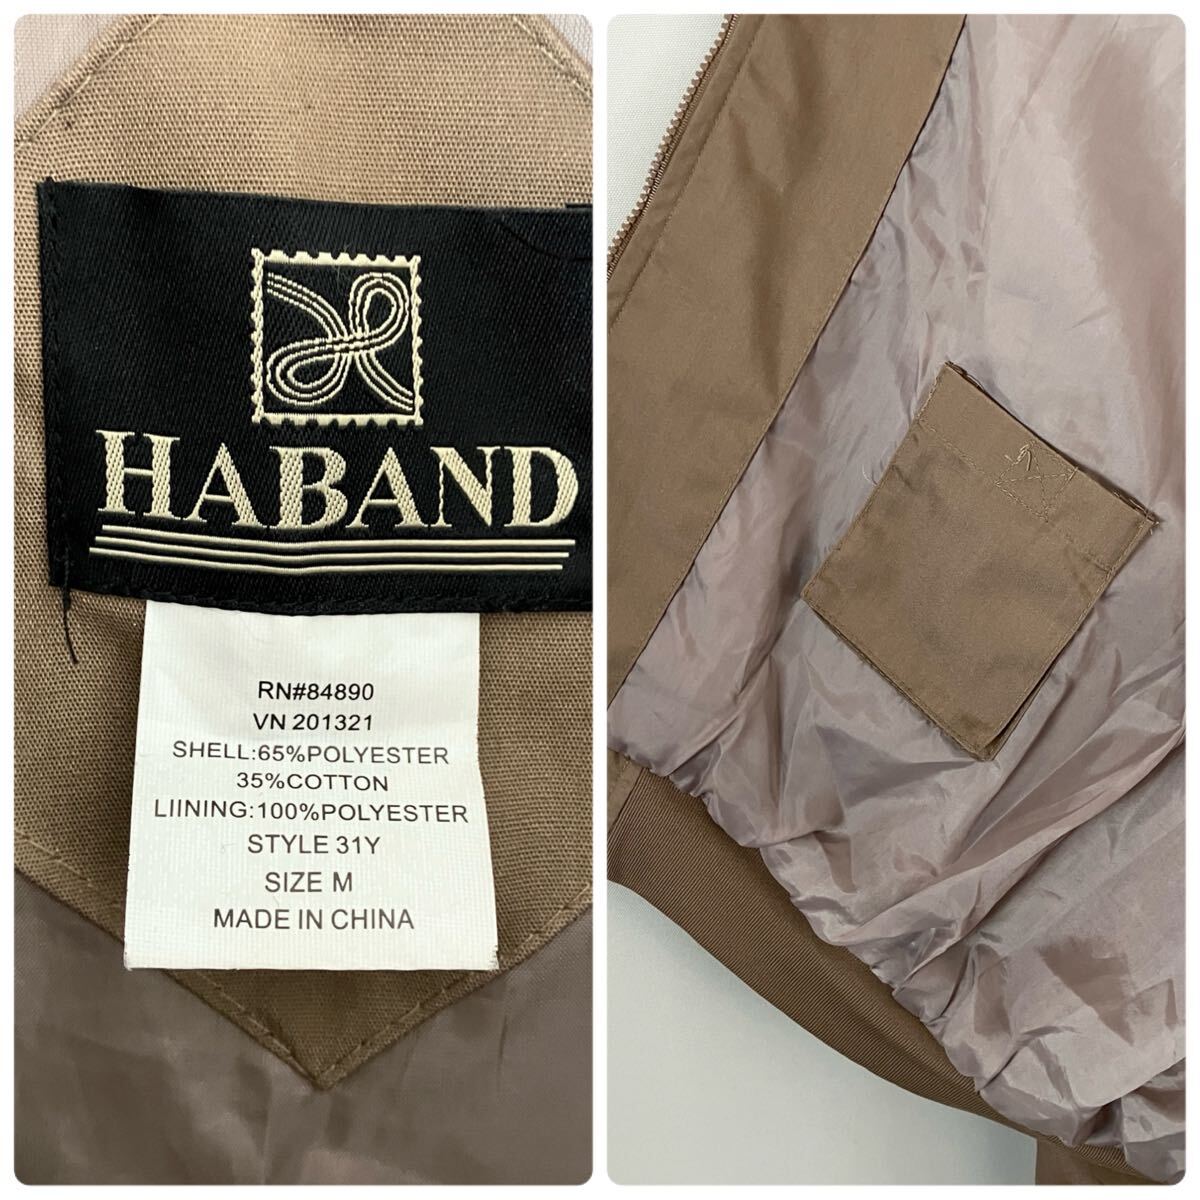 HABAND
RN#84890
VN 201321
SHELL:65%POLYESTER
35%COTTON
LIINING:100%POLYESTER
STYLE 31Y
SIZE M
MADE IN CHINA